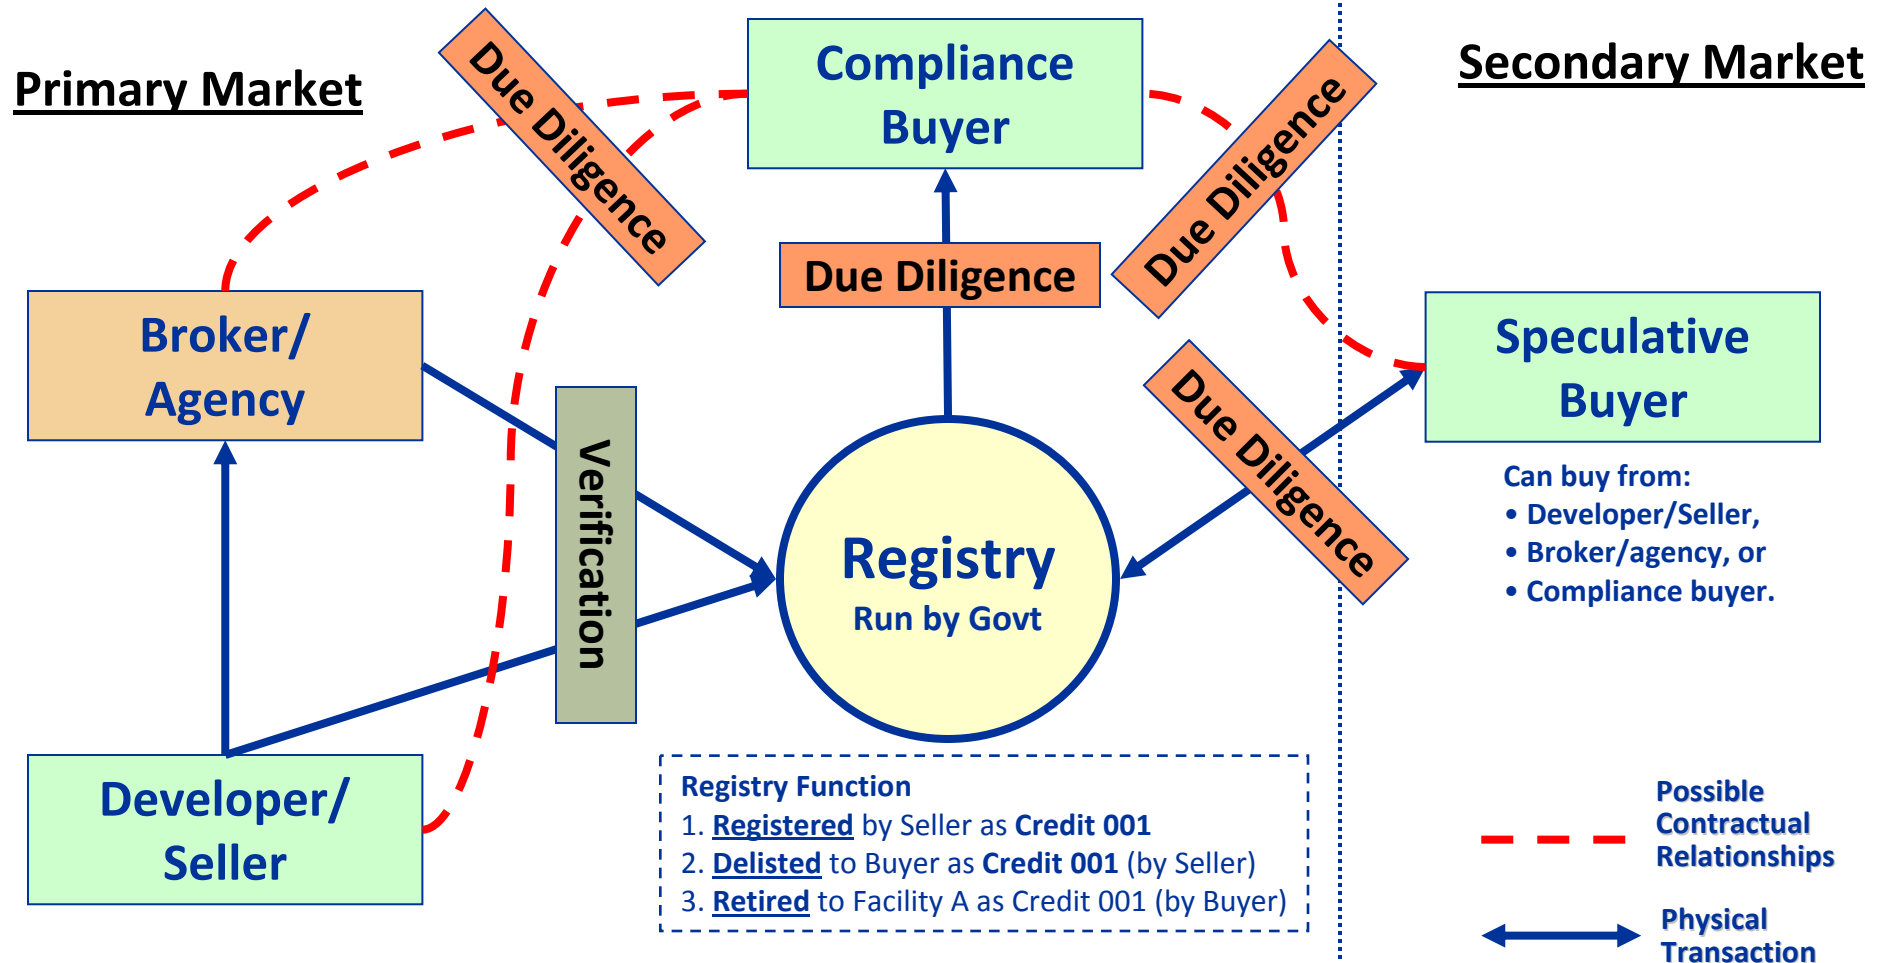 Primary Market
Due Diligence
Compliance
Buyer
Due Diligence
Secondary Market
Due Diligence
Broker/
Agency
Verification
Due Diligence
Speculative
Buyer
Can buy from:
• Developer/Seller,
• Broker/agency, or
• Compliance buyer.
Registry
Run by Govt
Developer/
Seller
Registry Function
1. Registered by Seller as Credit 001
2. Delisted to Buyer as Credit 001 (by Seller)
3. Retired to Facility A as Credit 001 (by Buyer)
Possible
Contractual
Relationships
Physical
Transaction